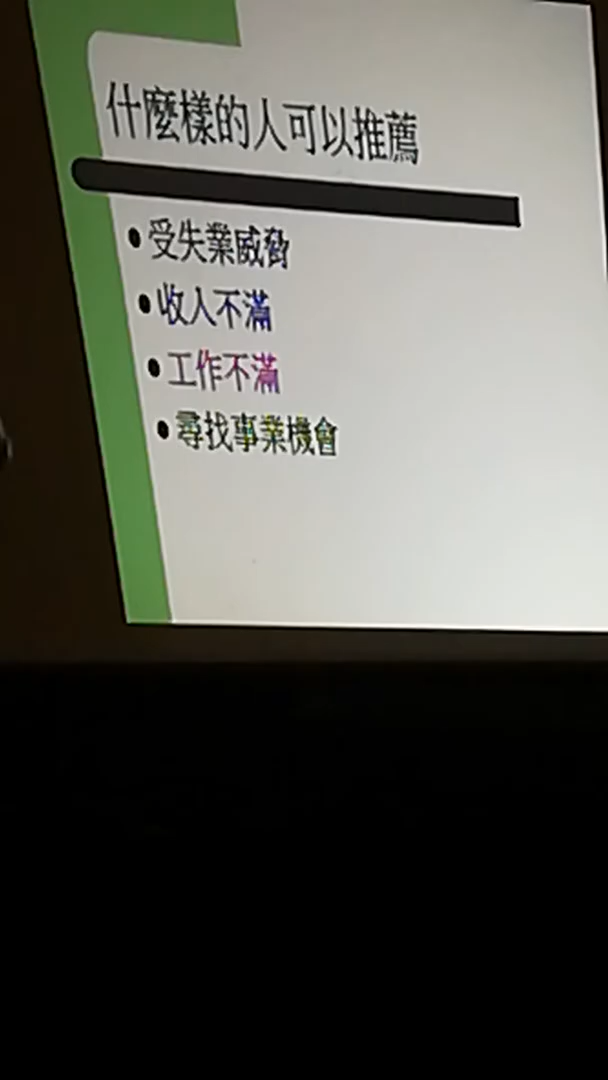 什麼樣的人可以推薦
•受失業威脅
•收入不滿
•工作不滿
•尋找事業機會